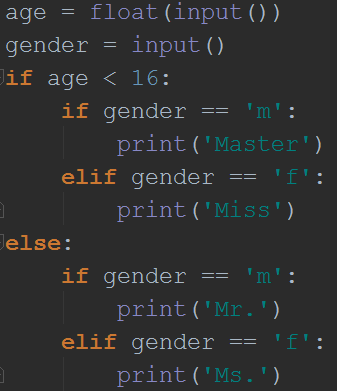 age = float(input())
gender = input()
if age < 16:
    if gender == 'm':
        print('Master')
    elif gender == 'f':
        print('Miss')
else:
    if gender == 'm':
        print('Mr.')
    elif gender == 'f':
        print('Ms.')